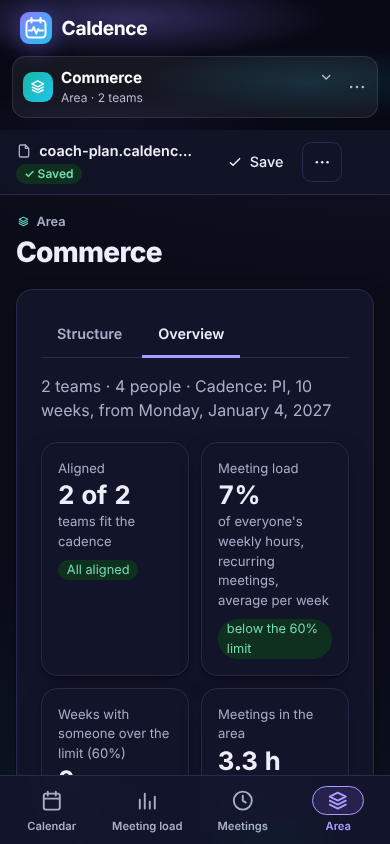 Caldence
Commerce
Area · 2 teams
coach-plan.caldenc...
✓ Saved
Save
Area
Commerce
Structure
Overview
2 teams · 4 people · Cadence: PI, 10
weeks, from Monday, January 4, 2027
Aligned
2 of 2
teams fit the
cadence
All aligned
Meeting load
7%
of everyone's
weekly hours,
recurring
meetings,
average per week
below the 60%
limit
Weeks with
someone over the
limit (60%)
Meetings in the
area
3.3 h
Calendar
Meeting load
Meetings
Area